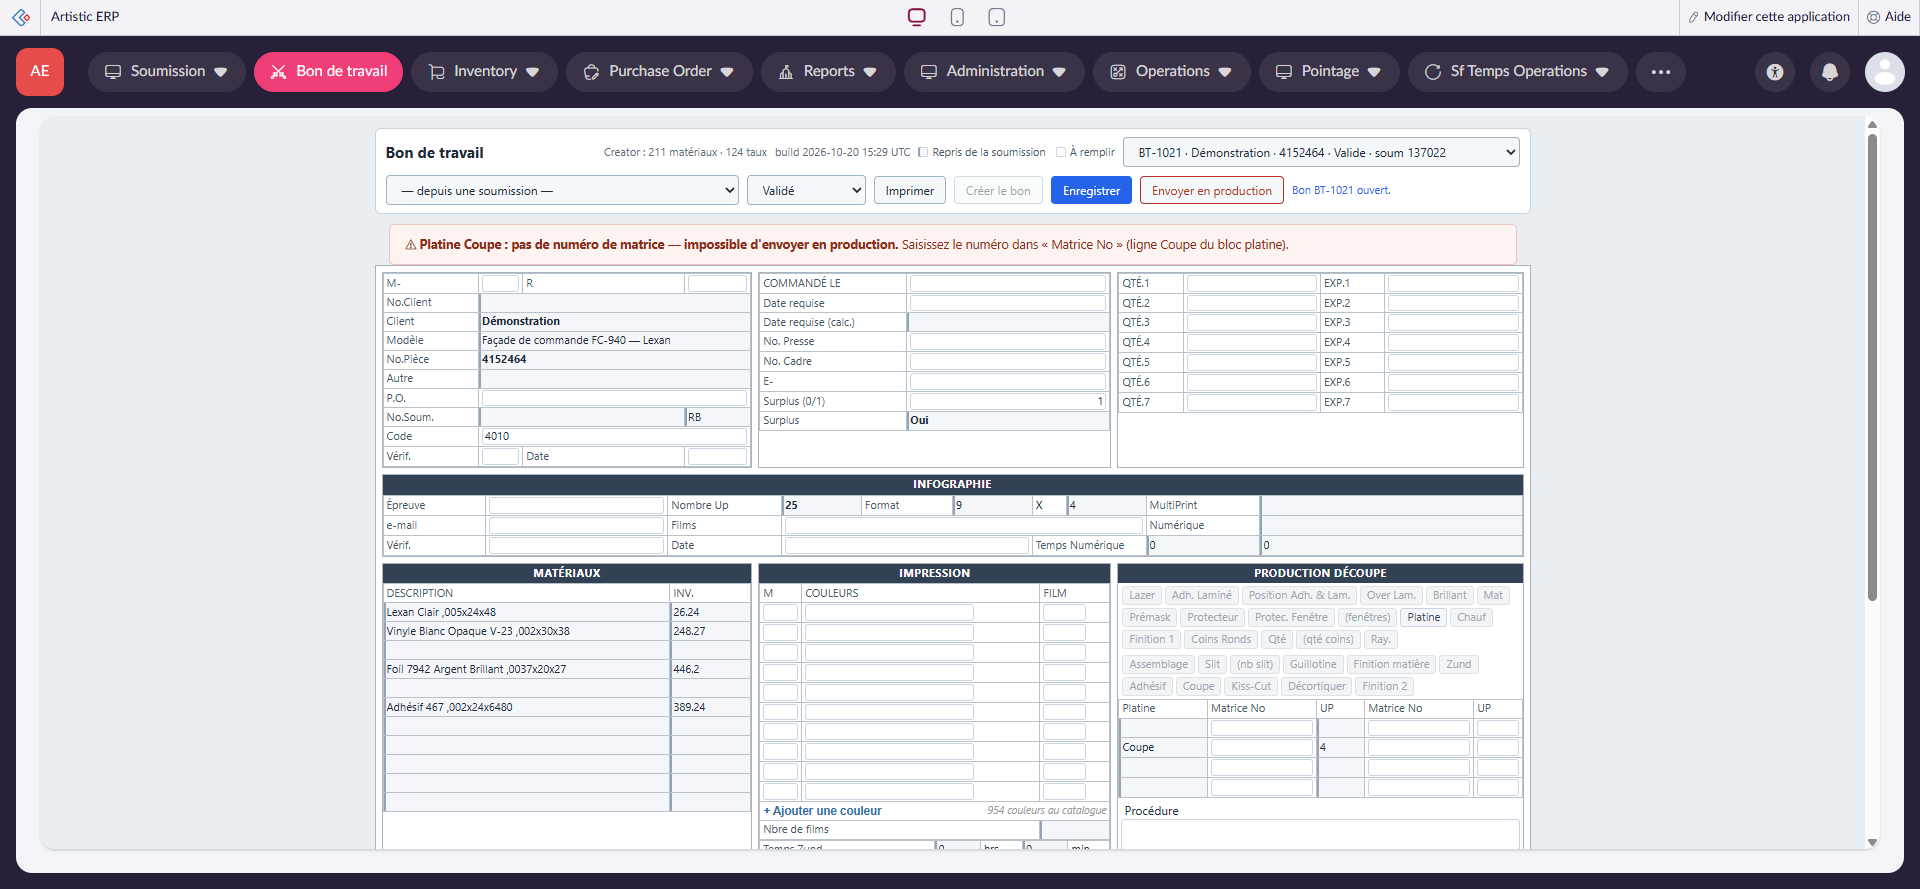 Artistic ERP
Modifier cette application
Aide
AE
Soumission
Bon de travail
Inventory
Purchase Order
Reports
Administration
Operations
Pointage
Sf Temps Operations
Bon de travail
Creator : 211 matériaux · 124 taux build 2026-10-20 15:29 UTC
Repris de la soumission
À remplir
BT-1021 · Démonstration · 4152464 · Valide · soum 137022
— depuis une soumission —
Validé
Imprimer
Créer le bon
Enregistrer
Envoyer en production
Bon BT-1021 ouvert.
⚠ Platine Coupe : pas de numéro de matrice — impossible d'envoyer en production. Saisissez le numéro dans « Matrice No » (ligne Coupe du bloc platine).
M- R
No.Client
Client Démonstration
Modèle Façade de commande FC-940 — Lexan
No.Pièce 4152464
Autre
P.O.
No.Soum. RB
Code 4010
Vérif. Date
COMMANDÉ LE
Date requise
Date requise (calc.)
No. Presse
No. Cadre
E-
Surplus (0/1) 1
Surplus Oui
QTÉ.1 EXP.1
QTÉ.2 EXP.2
QTÉ.3 EXP.3
QTÉ.4 EXP.4
QTÉ.5 EXP.5
QTÉ.6 EXP.6
QTÉ.7 EXP.7
INFOGRAPHIE
Épreuve Nombre Up 25 Format 9 X 4 MultiPrint
e-mail Films Numérique
Vérif. Date Temps Numérique 0 0
MATÉRIAUX
DESCRIPTION INV.
Lexan Clair ,005x24x48 26.24
Vinyle Blanc Opaque V-23 ,002x30x38 248.27
Foil 7942 Argent Brillant ,0037x20x27 446.2
Adhésif 467 ,002x24x6480 389.24
IMPRESSION
M COULEURS FILM
+ Ajouter une couleur 954 couleurs au catalogue
Nbre de films
Temps Zund 0 hrs 0 min
PRODUCTION DÉCOUPE
Lazer Adh. Laminé Position Adh. & Lam. Over Lam. Brillant Mat
Prémask Protecteur Protec. Fenêtre (fenêtres) Platine Chauf
Finition 1 Coins Ronds Qté (qté coins) Ray.
Assemblage Slit (nb slit) Guillotine Finition matière Zund
Adhésif Coupe Kiss-Cut Décortiquer Finition 2
Platine Matrice No UP Matrice No UP
Coupe 4
Procédure